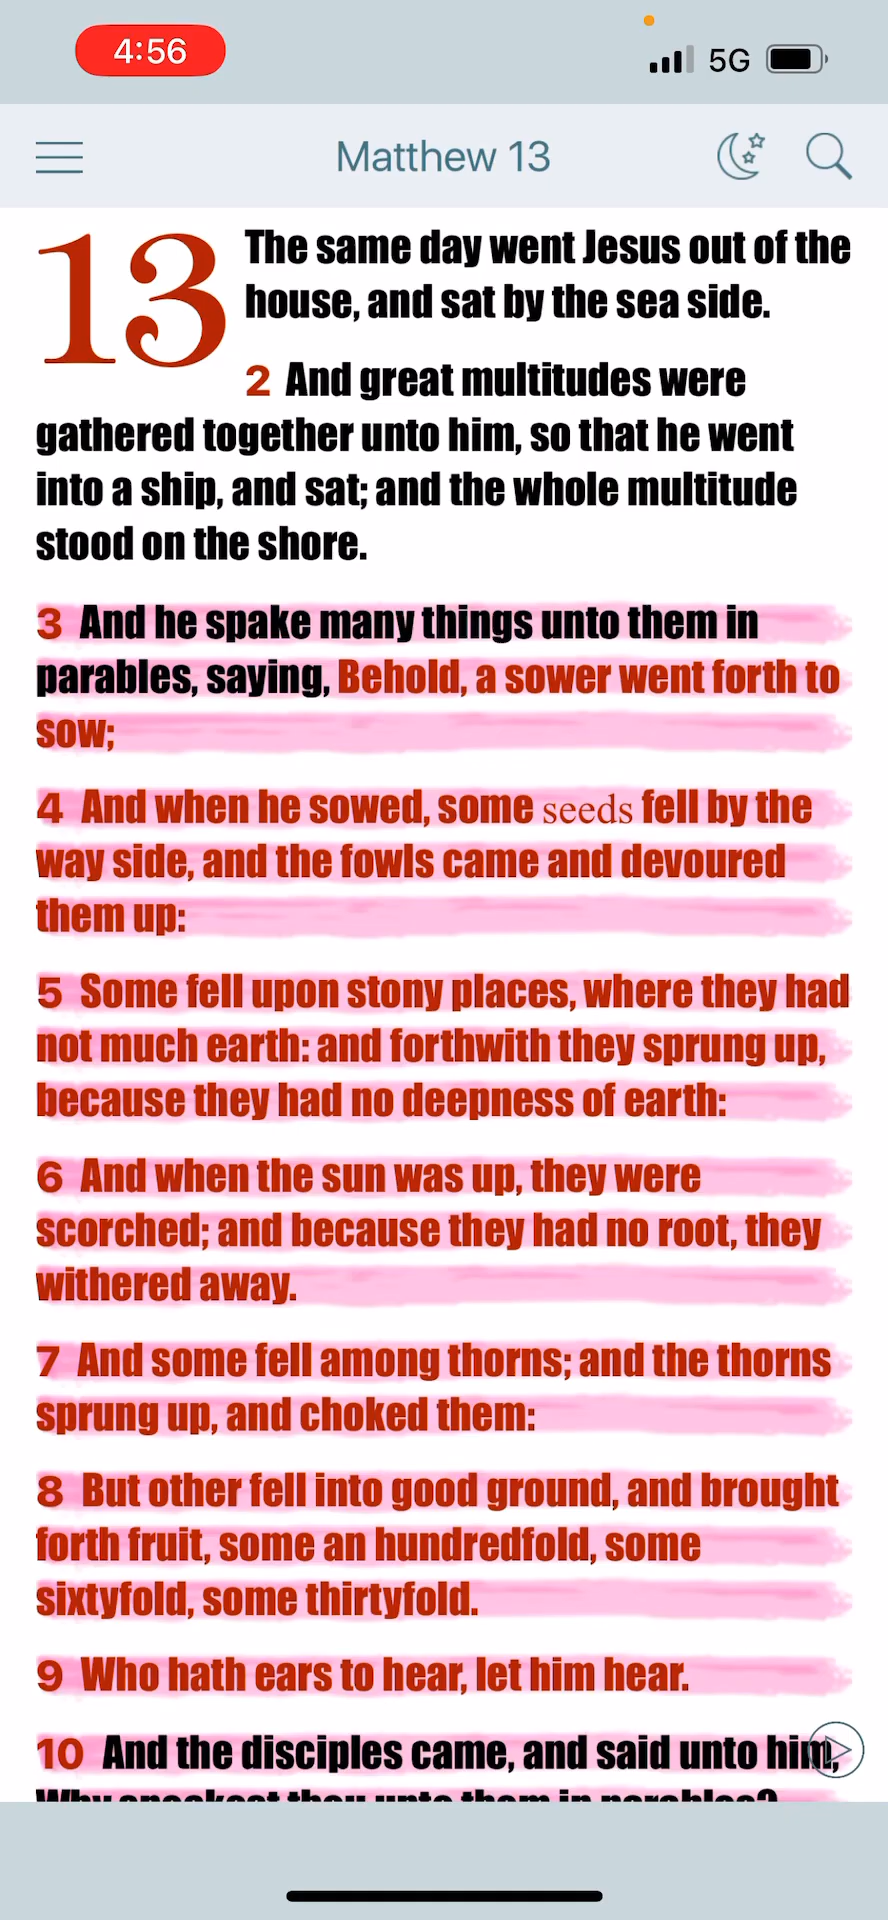 4:56
5G
Matthew 13
13 The same day went Jesus out of the
house, and sat by the sea side.
2 And great multitudes were
gathered together unto him, so that he went
into a ship, and sat; and the whole multitude
stood on the shore.
3 And he spake many things unto them in
parables, saying, Behold, a sower went forth to
sow;
4 And when he sowed, some seeds fell by the
way side, and the fowls came and devoured
them up:
5 Some fell upon stony places, where they had
not much earth: and forthwith they sprung up,
because they had no deepness of earth:
6 And when the sun was up, they were
scorched; and because they had no root, they
withered away.
7 And some fell among thorns; and the thorns
sprung up, and choked them:
8 But other fell into good ground, and brought
forth fruit, some an hundredfold, some
sixtyfold, some thirtyfold.
9 Who hath ears to hear, let him hear.
10 And the disciples came, and said unto him,
Why speakest thou unto them in parables?